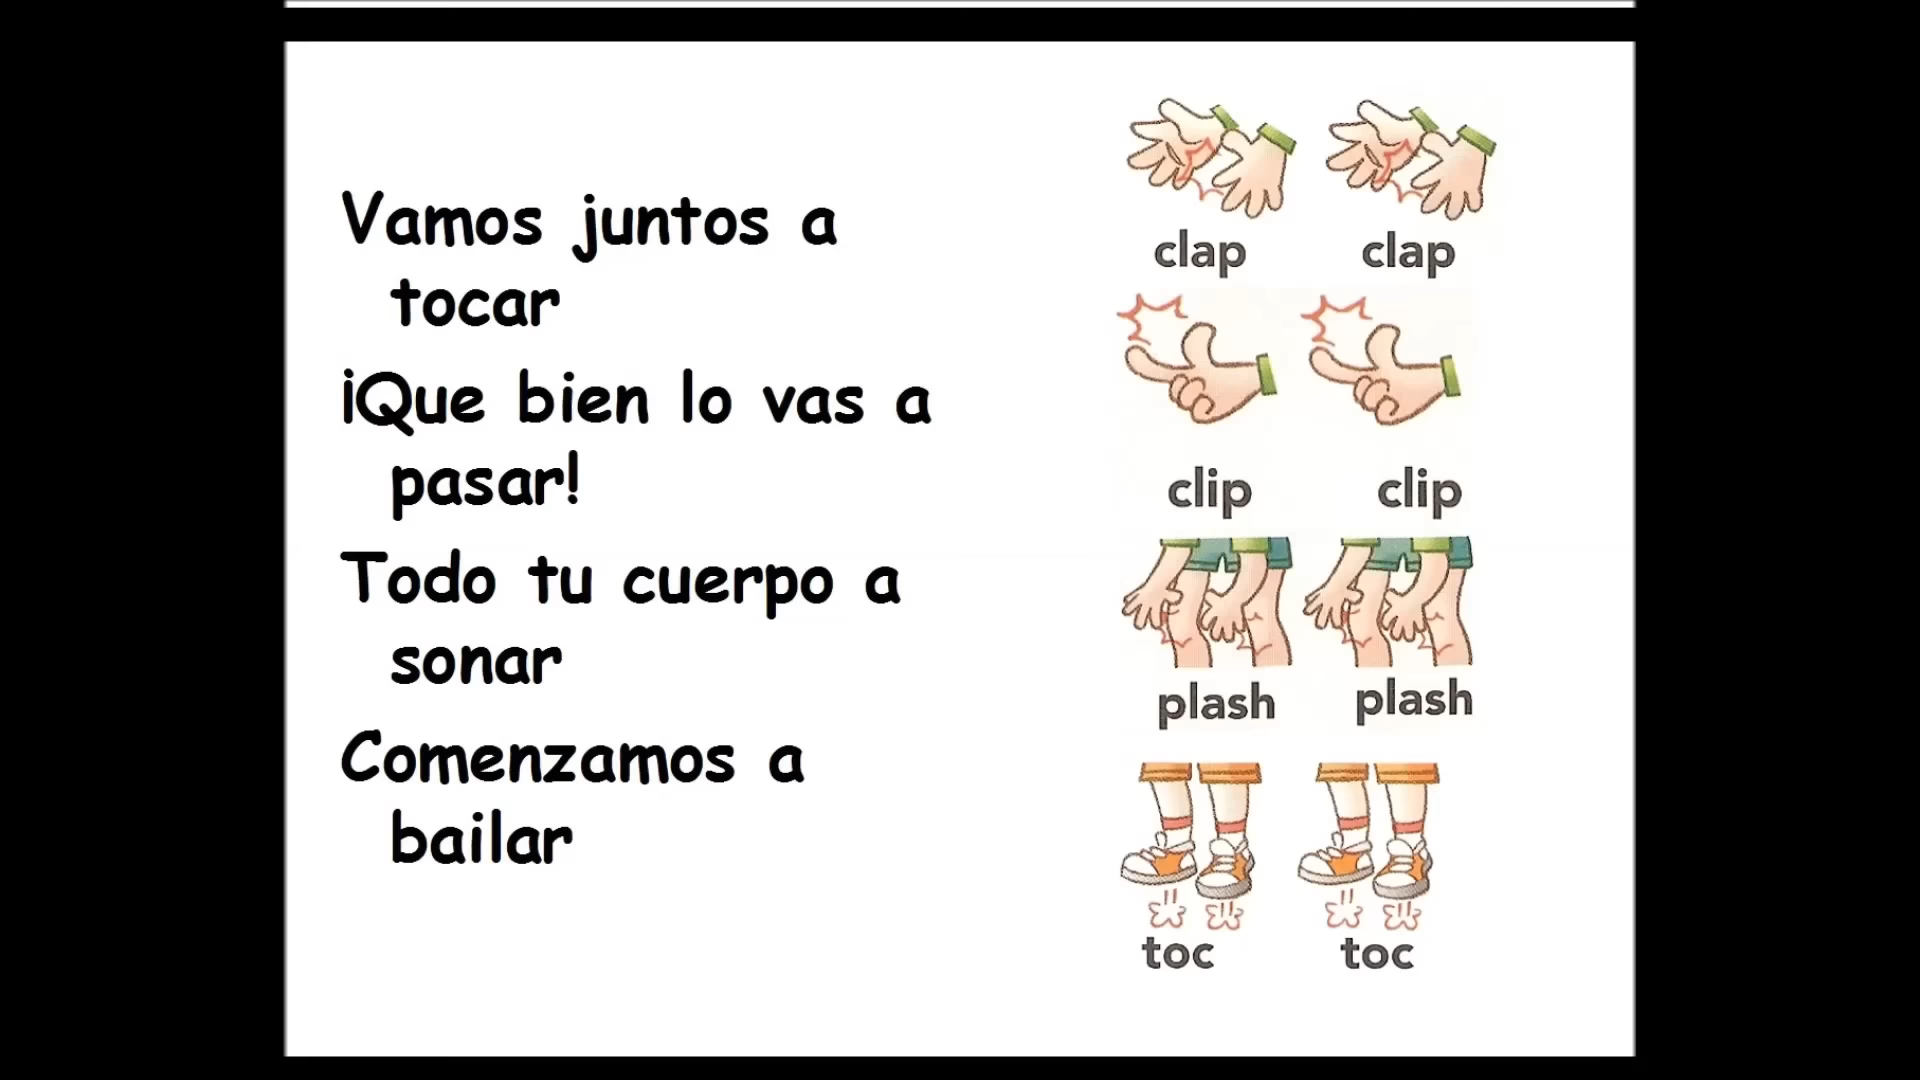 Vamos juntos a
tocar
¡Que bien lo vas a
pasar!
Todo tu cuerpo a
sonar
Comenzamos a
bailar
clap clap
clip clip
plash plash
toc toc